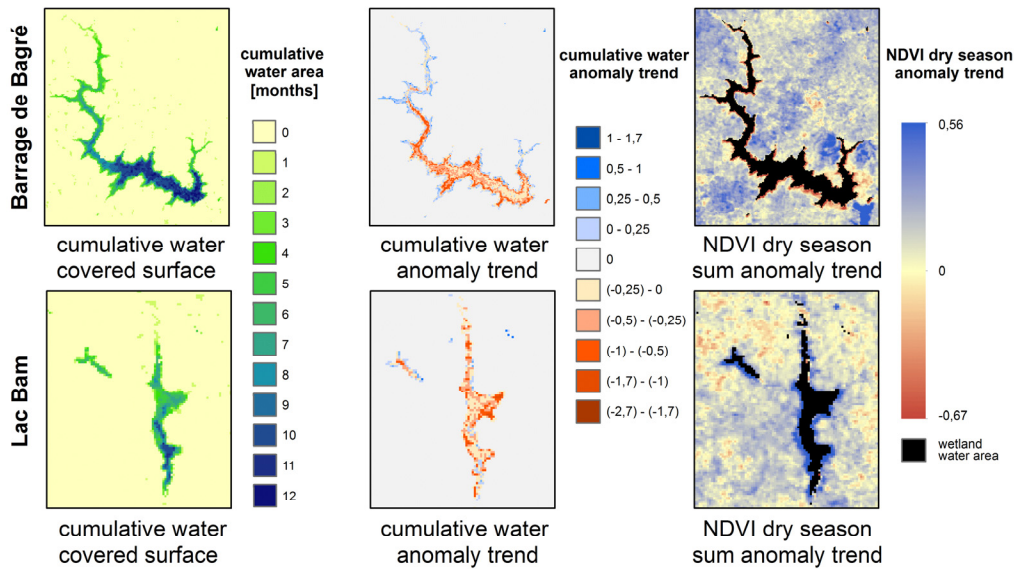 Barrage de Bagré
cumulative water
covered surface
cumulative
water area
[months]
0
1
2
3
4
5
6
7
8
9
10
11
12
cumulative water
anomaly trend
cumulative water
anomaly trend
1 - 1,7
0,5 - 1
0,25 - 0,5
0 - 0,25
0
(-0,25) - 0
(-0,5) - (-0,25)
(-1) - (-0.5)
(-1,7) - (-1)
(-2,7) - (-1,7)
NDVI dry season
sum anomaly trend
NDVI dry season
anomaly trend
0,56
0
-0,67
wetland
water area
Lac Bam
cumulative water
covered surface
cumulative water
anomaly trend
NDVI dry season
sum anomaly trend